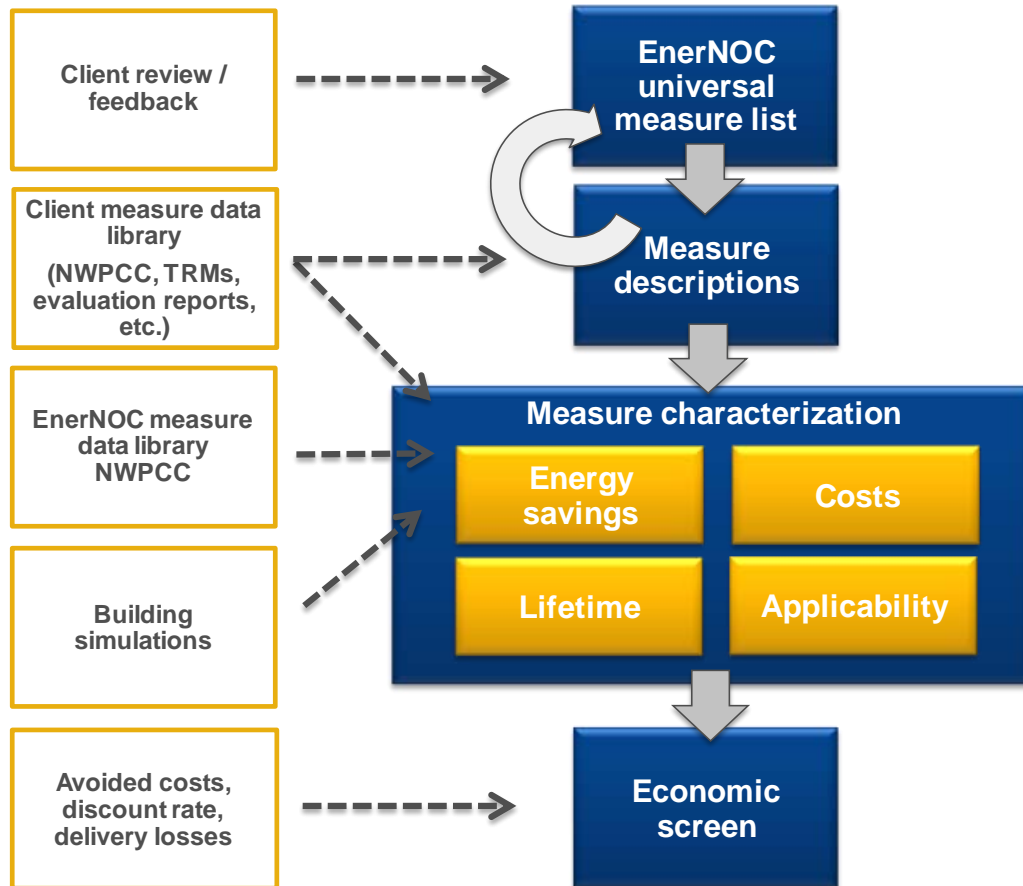 Client review /
feedback
EnerNOC
universal
measure list
Client measure data
library
(NWPCC, TRMs,
evaluation reports,
etc.)
Measure
descriptions
EnerNOC measure
data library
NWPCC
Measure characterization
Energy
savings
Costs
Lifetime
Applicability
Building
simulations
Avoided costs,
discount rate,
delivery losses
Economic
screen